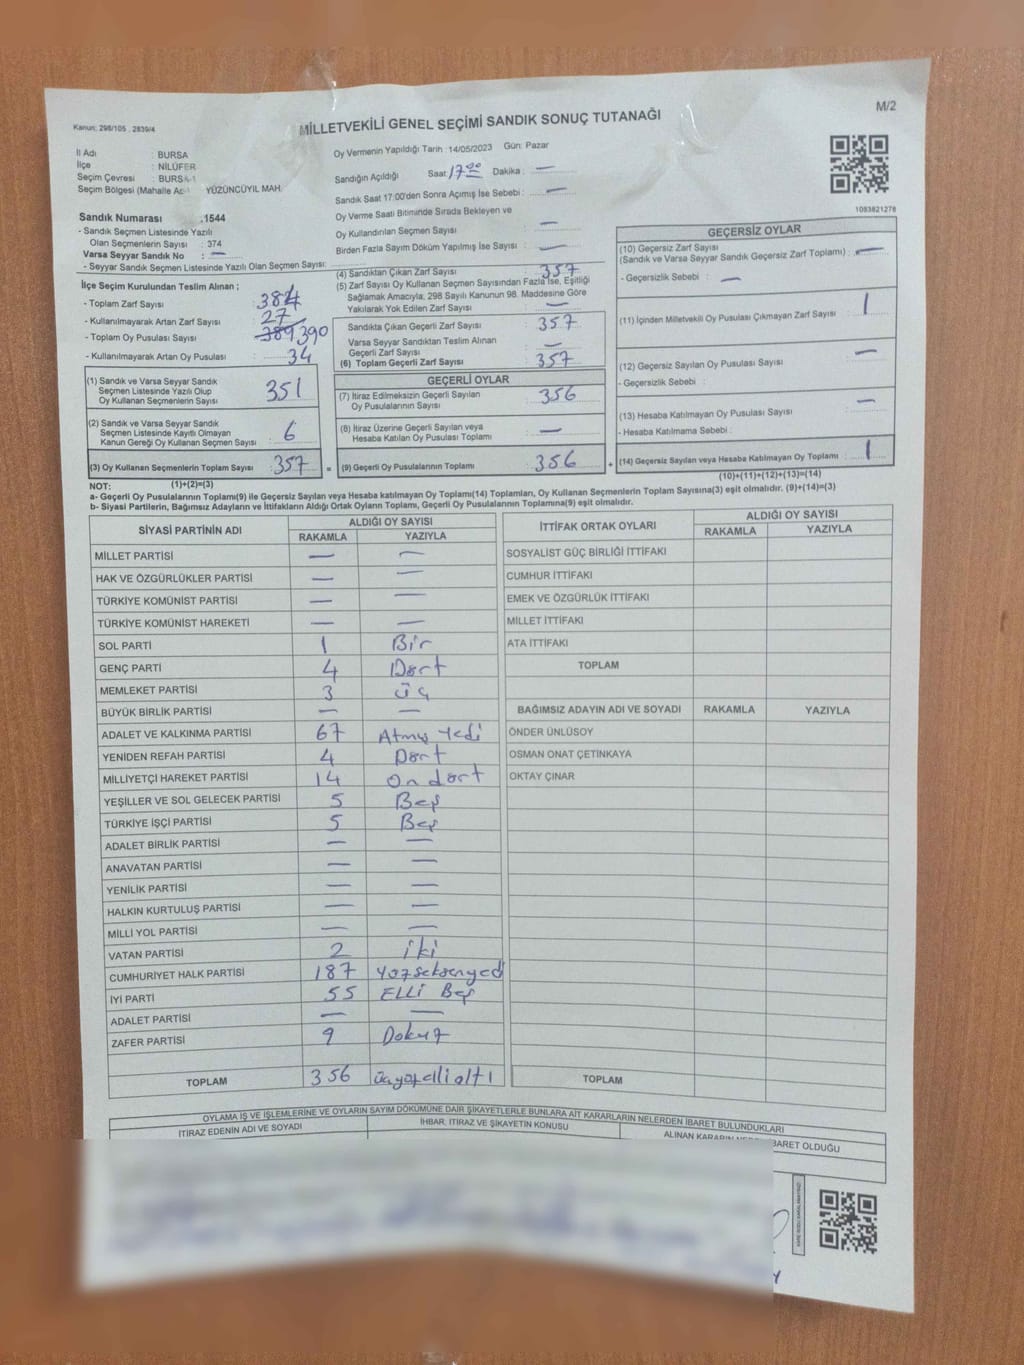 Kanun: 298/105 , 2839/4
M/2
MİLLETVEKİLİ GENEL SEÇİMİ SANDIK SONUÇ TUTANAĞI
İl Adı : BURSA
İlçe : NİLÜFER
Seçim Çevresi : BURSA-1
Seçim Bölgesi (Mahalle Adı) YÜZÜNCÜYIL MAH.
Sandık Numarası : 1544
- Sandık Seçmen Listesinde Yazılı
Olan Seçmenlerin Sayısı : 374
Varsa Seyyar Sandık No : —
- Seyyar Sandık Seçmen Listesinde Yazılı Olan Seçmen Sayısı:
İlçe Seçim Kurulundan Teslim Alınan ;
- Toplam Zarf Sayısı : 384
- Kullanılmayarak Artan Zarf Sayısı : 27
- Toplam Oy Pusulası Sayısı : 389 390
- Kullanılmayarak Artan Oy Pusulası : 34
(1) Sandık ve Varsa Seyyar Sandık
Seçmen Listesinde Yazılı Olup
Oy Kullanan Seçmenlerin Sayısı : 351
(2) Sandık ve Varsa Seyyar Sandık
Seçmen Listesinde Kayıtlı Olmayan
Kanun Gereği Oy Kullanan Seçmen Sayısı : 6
(3) Oy Kullanan Seçmenlerin Toplam Sayısı : 357
Oy Vermenin Yapıldığı Tarih : 14/05/2023 Gün: Pazar
Sandığın Açıldığı Saat : 17:00 Dakika : —
Sandık Saat 17:00'den Sonra Açımış İse Sebebi : —
Oy Verme Saati Bitiminde Sırada Bekleyen ve
Oy Kullandırılan Seçmen Sayısı : —
Birden Fazla Sayım Döküm Yapılmış İse Sayısı : —
(4) Sandıktan Çıkan Zarf Sayısı : 357
(5) Zarf Sayısı Oy Kullanan Seçmen Sayısından Fazla İse, Eşitliği
Sağlamak Amacıyla, 298 Sayılı Kanunun 98. Maddesine Göre
Yakılarak Yok Edilen Zarf Sayısı : —
Sandıkta Çıkan Geçerli Zarf Sayısı : 357
Varsa Seyyar Sandıktan Teslim Alınan
Geçerli Zarf Sayısı : —
(6) Toplam Geçerli Zarf Sayısı : 357
GEÇERLİ OYLAR
(7) İtiraz Edilmeksizin Geçerli Sayılan
Oy Pusulalarının Sayısı : 356
(8) İtiraz Üzerine Geçerli Sayılan veya
Hesaba Katılan Oy Pusulası Toplamı : —
= (9) Geçerli Oy Pusulalarının Toplamı : 356
1083821278
GEÇERSİZ OYLAR
(10) Geçersiz Zarf Sayısı
(Sandık ve Varsa Seyyar Sandık Geçersiz Zarf Toplamı) : —
- Geçersizlik Sebebi : —
(11) İçinden Milletvekili Oy Pusulası Çıkmayan Zarf Sayısı : 1
(12) Geçersiz Sayılan Oy Pusulası Sayısı : —
- Geçersizlik Sebebi :
(13) Hesaba Katılmayan Oy Pusulası Sayısı : —
- Hesaba Katılmama Sebebi :
+ (14) Geçersiz Sayılan veya Hesaba Katılmayan Oy Toplamı : 1
NOT: (1)+(2)=(3) (10)+(11)+(12)+(13)=(14)
a- Geçerli Oy Pusulalarının Toplamı(9) ile Geçersiz Sayılan veya Hesaba katılmayan Oy Toplamı(14) Toplamları, Oy Kullanan Seçmenlerin Toplam Sayısına(3) eşit olmalıdır. (9)+(14)=(3)
b- Siyasi Partilerin, Bağımsız Adayların ve İttifakların Aldığı Ortak Oyların Toplamı, Geçerli Oy Pusulalarının Toplamına(9) eşit olmalıdır.
SİYASİ PARTİNİN ADI ALDIĞI OY SAYISI
RAKAMLA YAZIYLA
MİLLET PARTİSİ — —
HAK VE ÖZGÜRLÜKLER PARTİSİ — —
TÜRKİYE KOMÜNİST PARTİSİ — —
TÜRKİYE KOMÜNİST HAREKETİ — —
SOL PARTİ 1 Bir
GENÇ PARTİ 4 Dört
MEMLEKET PARTİSİ 3 üç
BÜYÜK BİRLİK PARTİSİ — —
ADALET VE KALKINMA PARTİSİ 67 Atmış Yedi
YENİDEN REFAH PARTİSİ 4 Dört
MİLLİYETÇİ HAREKET PARTİSİ 14 on dört
YEŞİLLER VE SOL GELECEK PARTİSİ 5 Beş
TÜRKİYE İŞÇİ PARTİSİ 5 Beş
ADALET BİRLİK PARTİSİ — —
ANAVATAN PARTİSİ — —
YENİLİK PARTİSİ — —
HALKIN KURTULUŞ PARTİSİ — —
MİLLİ YOL PARTİSİ — —
VATAN PARTİSİ 2 iki
CUMHURİYET HALK PARTİSİ 187 Yüzseksenyedi
İYİ PARTİ 55 ELLİ Beş
ADALET PARTİSİ — —
ZAFER PARTİSİ 9 Dokuz
TOPLAM 356 üçyüzellialtı
İTTİFAK ORTAK OYLARI ALDIĞI OY SAYISI
RAKAMLA YAZIYLA
SOSYALİST GÜÇ BİRLİĞİ İTTİFAKI
CUMHUR İTTİFAKI
EMEK VE ÖZGÜRLÜK İTTİFAKI
MİLLET İTTİFAKI
ATA İTTİFAKI
TOPLAM
BAĞIMSIZ ADAYIN ADI VE SOYADI RAKAMLA YAZIYLA
ÖNDER ÜNLÜSOY
OSMAN ONAT ÇETİNKAYA
OKTAY ÇINAR
TOPLAM
OYLAMA İŞ VE İŞLEMLERİNE VE OYLARIN SAYIM DÖKÜMÜNE DAİR ŞİKAYETLERLE BUNLARA AİT KARARLARIN NELERDEN İBARET BULUNDUKLARI
İTİRAZ EDENİN ADI VE SOYADI
İHBAR, İTİRAZ VE ŞİKAYETİN KONUSU
ALINAN KARARIN NEDEN İBARET OLDUĞU